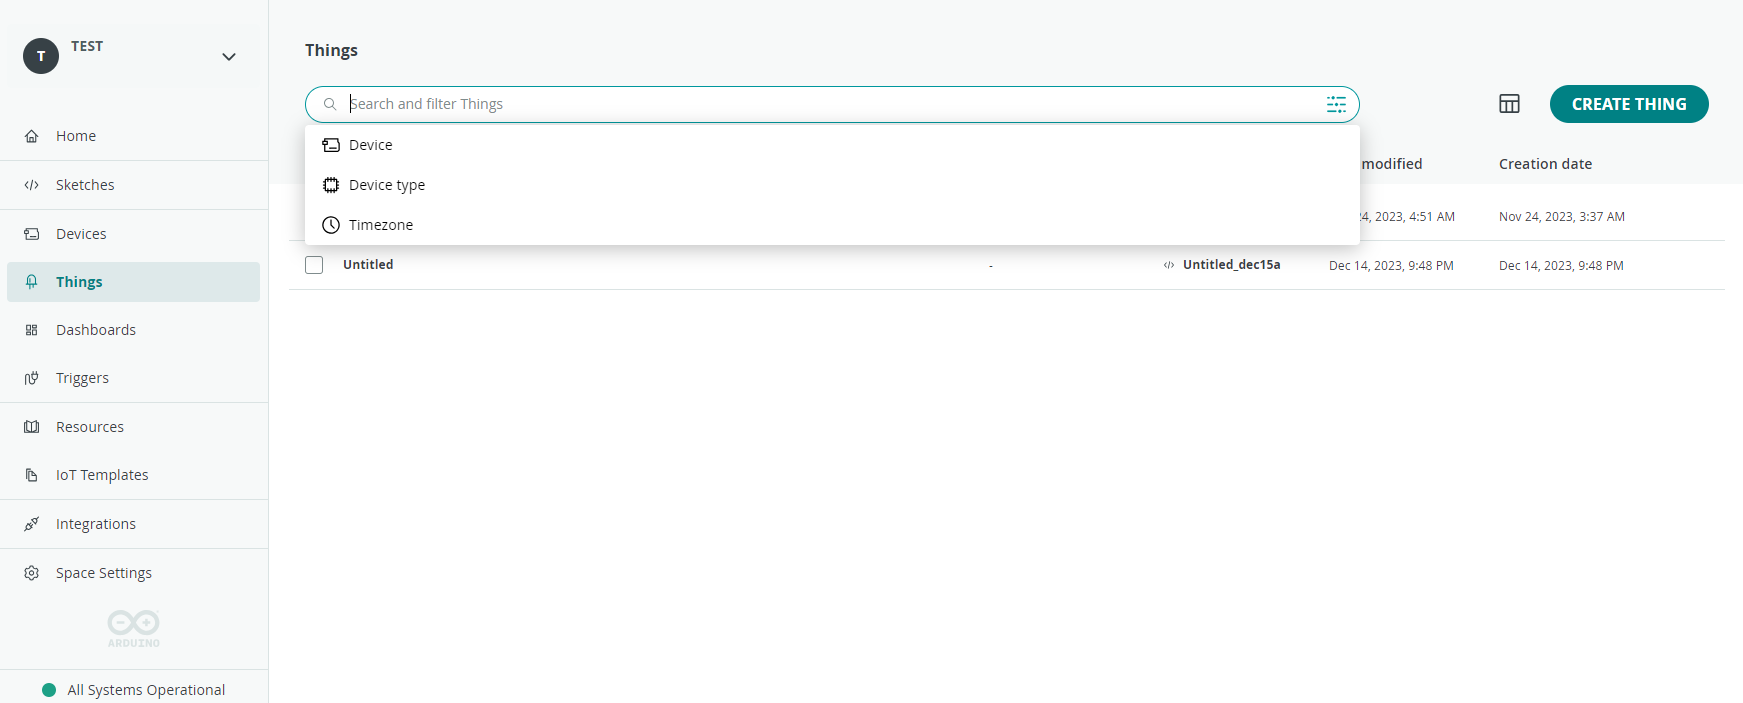 T
TEST
Home
Sketches
Devices
Things
Dashboards
Triggers
Resources
IoT Templates
Integrations
Space Settings
ARDUINO
All Systems Operational
Things
Search and filter Things
CREATE THING
Device
Device type
Timezone
modified
Creation date
24, 2023, 4:51 AM
Nov 24, 2023, 3:37 AM
Untitled
-
Untitled_dec15a
Dec 14, 2023, 9:48 PM
Dec 14, 2023, 9:48 PM